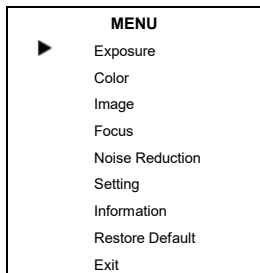 MENU
Exposure
Color
Image
Focus
Noise Reduction
Setting
Information
Restore Default
Exit